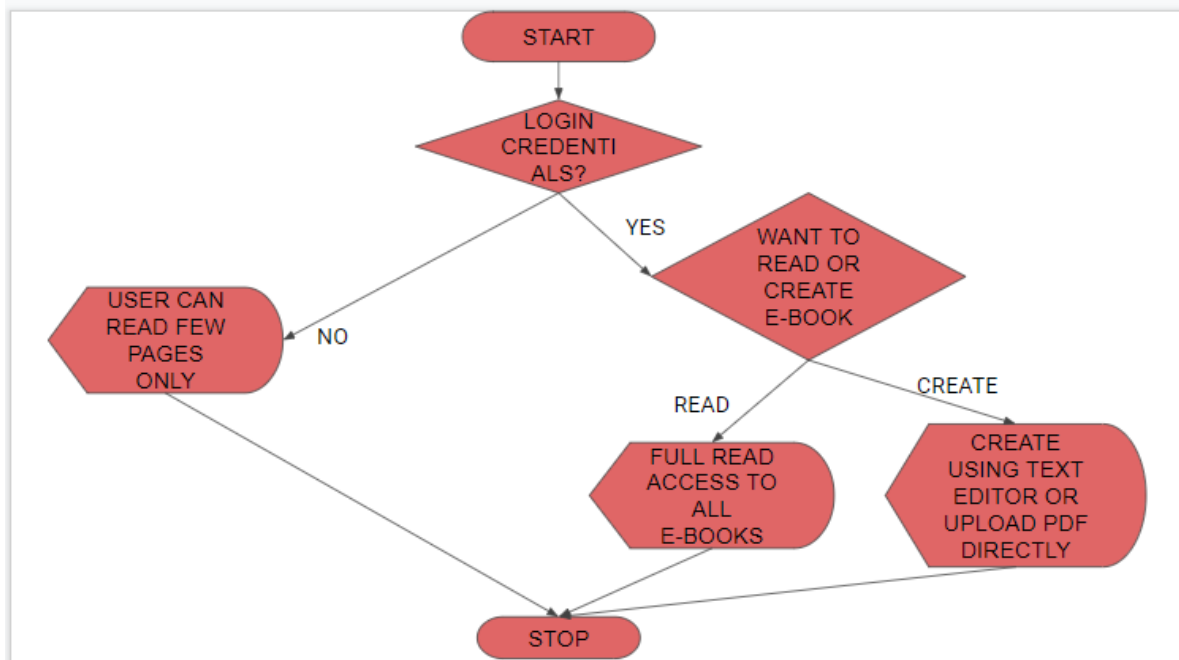 START
LOGIN
CREDENTI
ALS?
YES
WANT TO
READ OR
CREATE
E-BOOK
USER CAN
READ FEW
PAGES
ONLY
NO
READ
CREATE
FULL READ
ACCESS TO
ALL
E-BOOKS
CREATE
USING TEXT
EDITOR OR
UPLOAD PDF
DIRECTLY
STOP